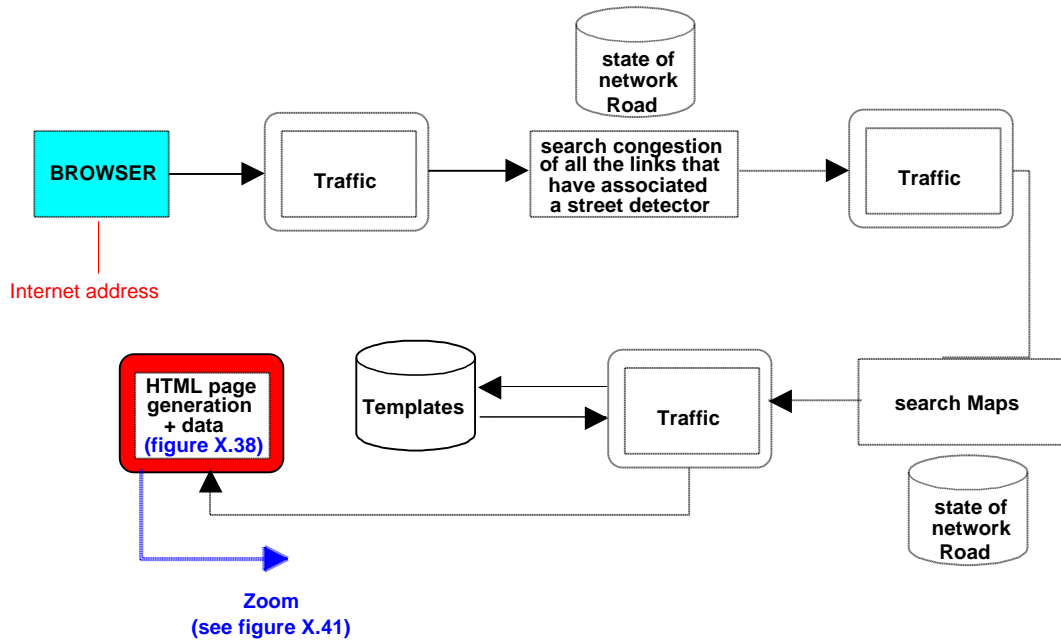 state of
network
Road
BROWSER
Traffic
search congestion
of all the links that
have associated
a street detector
Traffic
Internet address
HTML page
generation
+ data
(figure X.38)
Templates
Traffic
search Maps
state of
network
Road
Zoom
(see figure X.41)